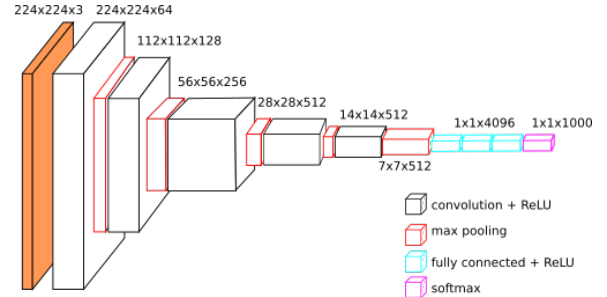 224x224x3
224x224x64
112x112x128
56x56x256
28x28x512
14x14x512
1x1x4096
1x1x1000
7x7x512
convolution + ReLU
max pooling
fully connected + ReLU
softmax